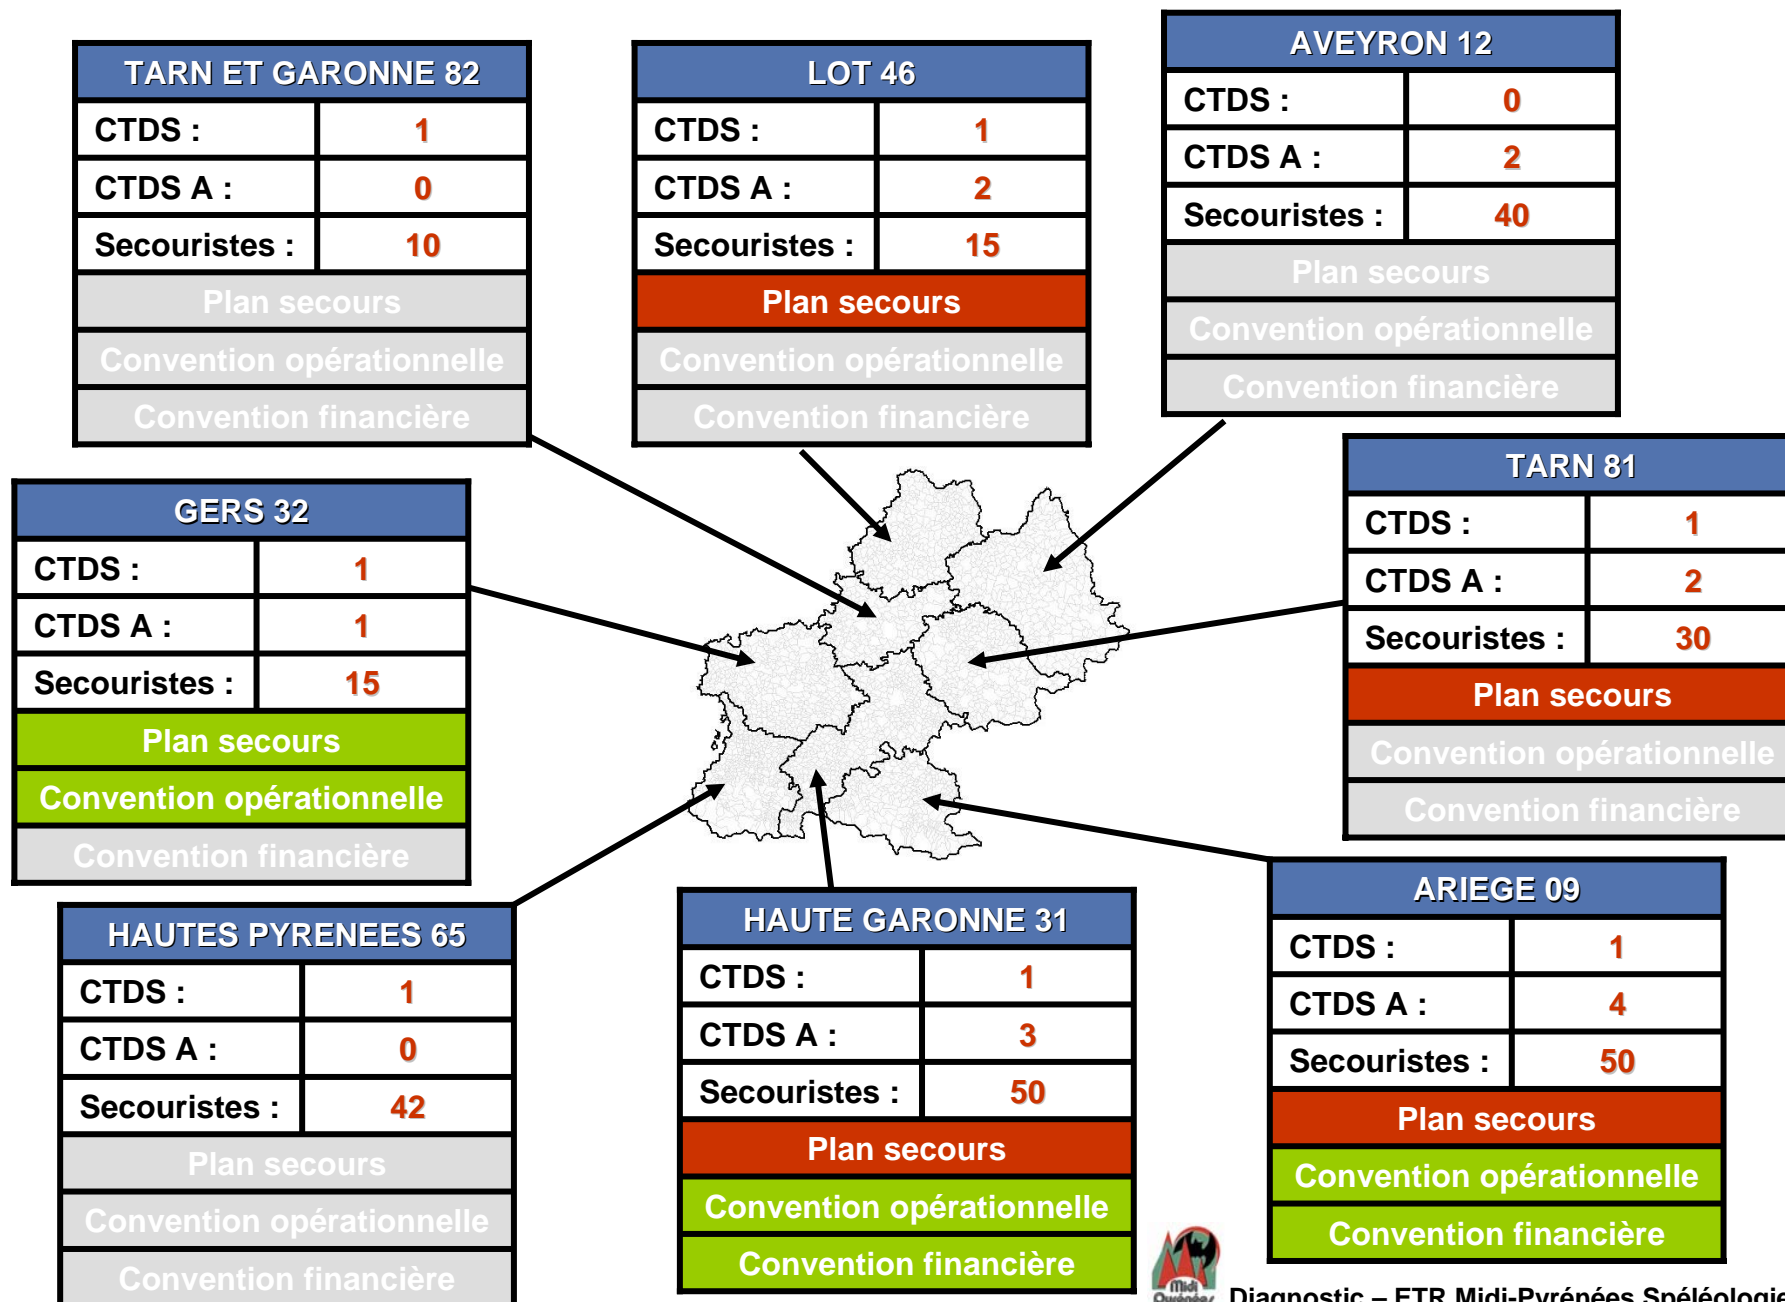 TARN ET GARONNE 82
CTDS : 1
CTDS A : 0
Secouristes : 10
Plan secours
Convention opérationnelle
Convention financière
LOT 46
CTDS : 1
CTDS A : 2
Secouristes : 15
Plan secours
Convention opérationnelle
Convention financière
AVEYRON 12
CTDS : 0
CTDS A : 2
Secouristes : 40
Plan secours
Convention opérationnelle
Convention financière
GERS 32
CTDS : 1
CTDS A : 1
Secouristes : 15
Plan secours
Convention opérationnelle
Convention financière
TARN 81
CTDS : 1
CTDS A : 2
Secouristes : 30
Plan secours
Convention opérationnelle
Convention financière
HAUTES PYRENEES 65
CTDS : 1
CTDS A : 0
Secouristes : 42
Plan secours
Convention opérationnelle
Convention financière
HAUTE GARONNE 31
CTDS : 1
CTDS A : 3
Secouristes : 50
Plan secours
Convention opérationnelle
Convention financière
ARIEGE 09
CTDS : 1
CTDS A : 4
Secouristes : 50
Plan secours
Convention opérationnelle
Convention financière
Midi
Pyrénées
Diagnostic – ETR Midi-Pyrénées Spéléologie